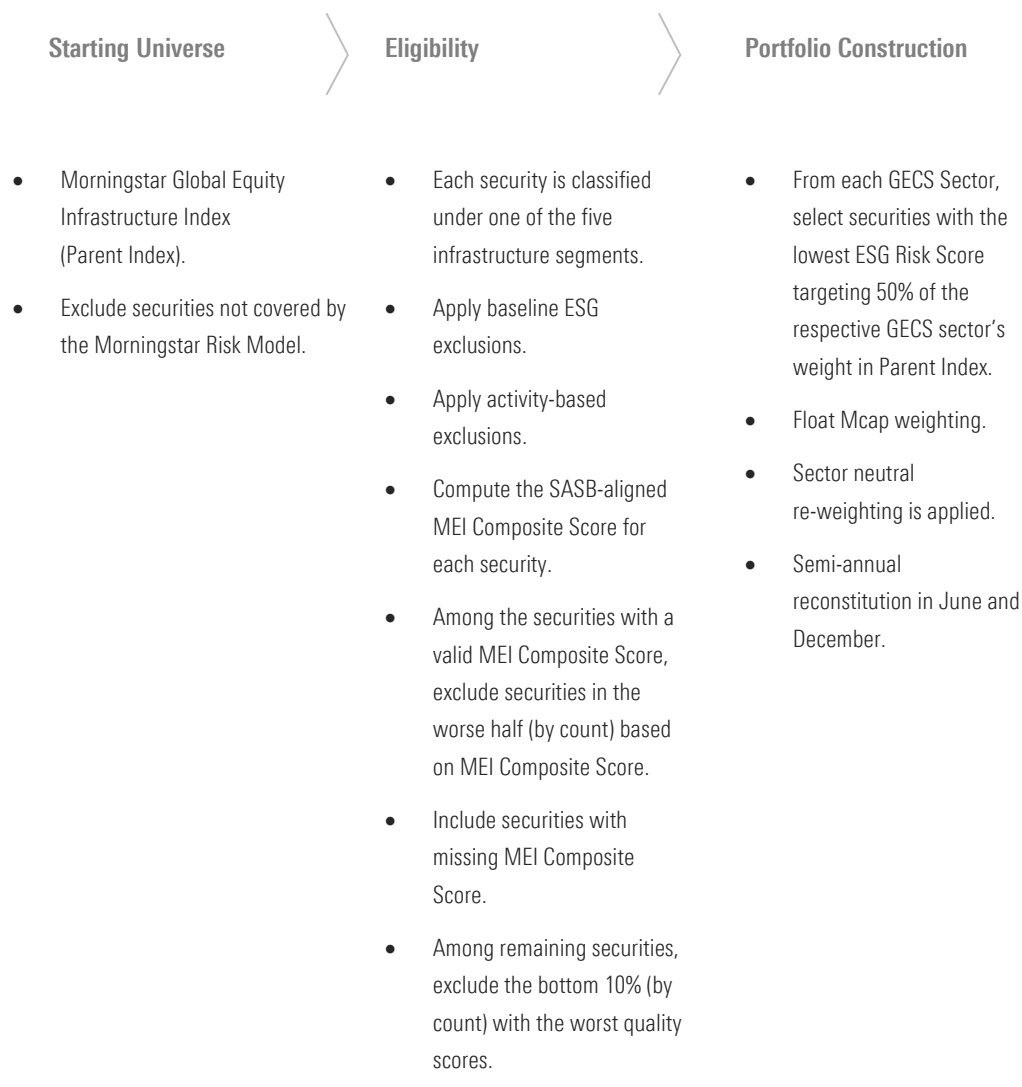 Starting Universe
Eligibility
Portfolio Construction
• Morningstar Global Equity
Infrastructure Index
(Parent Index).
• Exclude securities not covered by
the Morningstar Risk Model.
• Each security is classified
under one of the five
infrastructure segments.
• Apply baseline ESG
exclusions.
• Apply activity-based
exclusions.
• Compute the SASB-aligned
MEI Composite Score for
each security.
• Among the securities with a
valid MEI Composite Score,
exclude securities in the
worse half (by count) based
on MEI Composite Score.
• Include securities with
missing MEI Composite
Score.
• Among remaining securities,
exclude the bottom 10% (by
count) with the worst quality
scores.
• From each GECS Sector,
select securities with the
lowest ESG Risk Score
targeting 50% of the
respective GECS sector’s
weight in Parent Index.
• Float Mcap weighting.
• Sector neutral
re-weighting is applied.
• Semi-annual
reconstitution in June and
December.